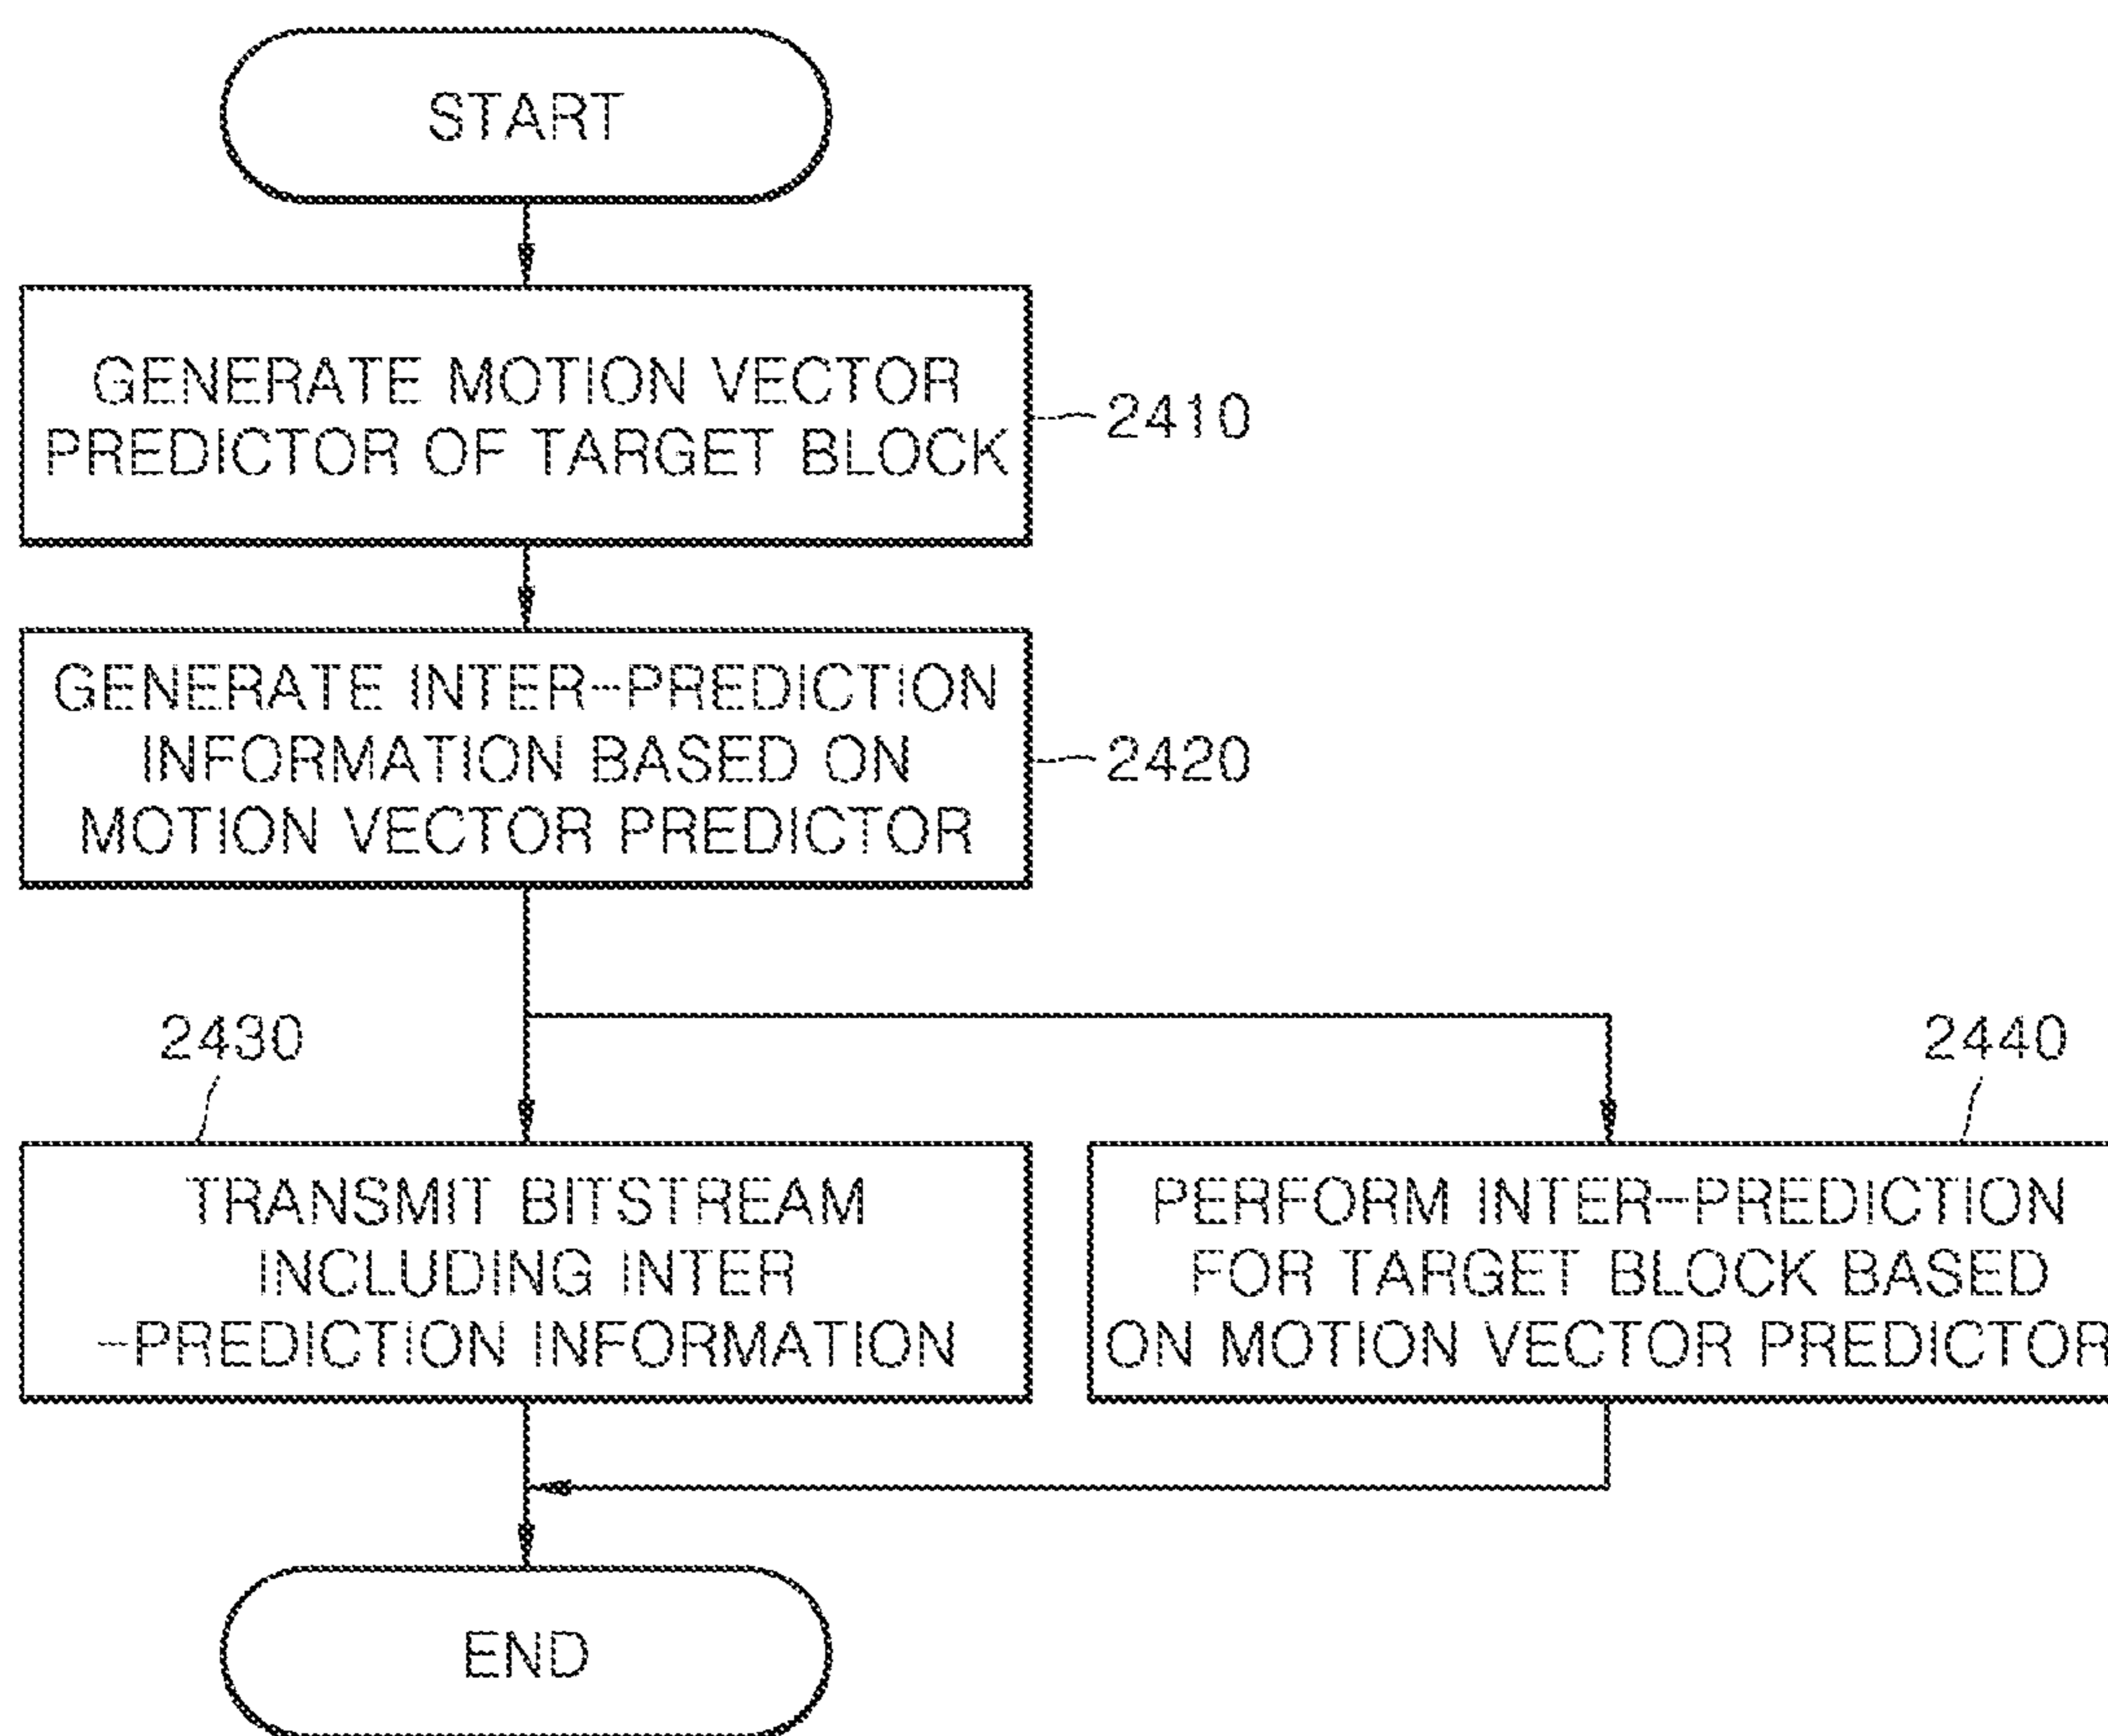 START
GENERATE MOTION VECTOR
PREDICTOR OF TARGET BLOCK
2410
GENERATE INTER-PREDICTION
INFORMATION BASED ON
MOTION VECTOR PREDICTOR
2420
2430
TRANSMIT BITSTREAM
INCLUDING INTER
-PREDICTION INFORMATION
2440
PERFORM INTER-PREDICTION
FOR TARGET BLOCK BASED
ON MOTION VECTOR PREDICTOR
END